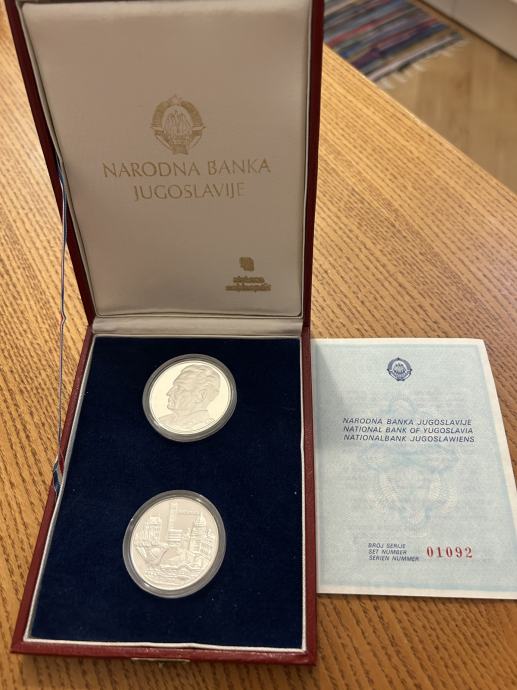 NARODNA BANKA
JUGOSLAVIJE
NARODNA BANKA JUGOSLAVIJE
NATIONAL BANK OF YUGOSLAVIA
NATIONALBANK JUGOSLAWIENS
BROJ SERIJE
SET NUMBER
SERIEN NUMMER
01092